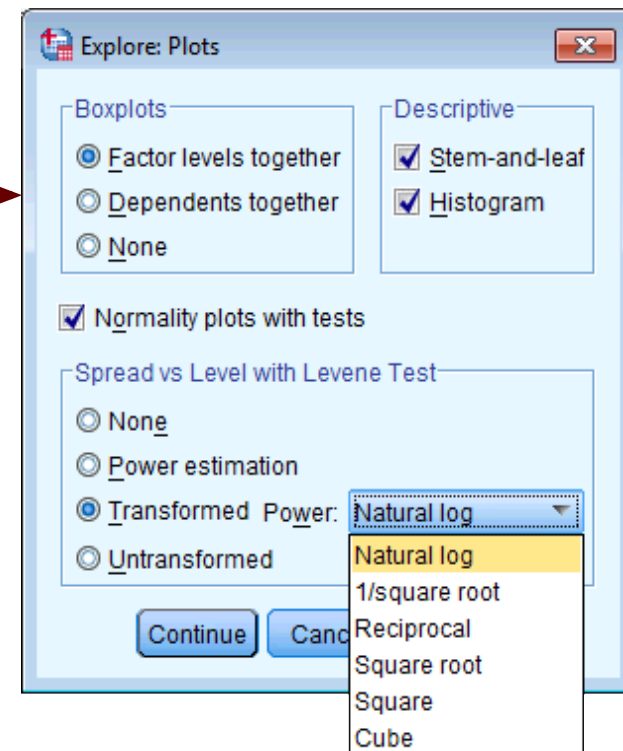 Explore: Plots
Boxplots
Factor levels together
Dependents together
None
Descriptive
Stem-and-leaf
Histogram
Normality plots with tests
Spread vs Level with Levene Test
None
Power estimation
Transformed Power: Natural log
Untransformed
Natural log
1/square root
Reciprocal
Square root
Square
Cube
Continue Canc